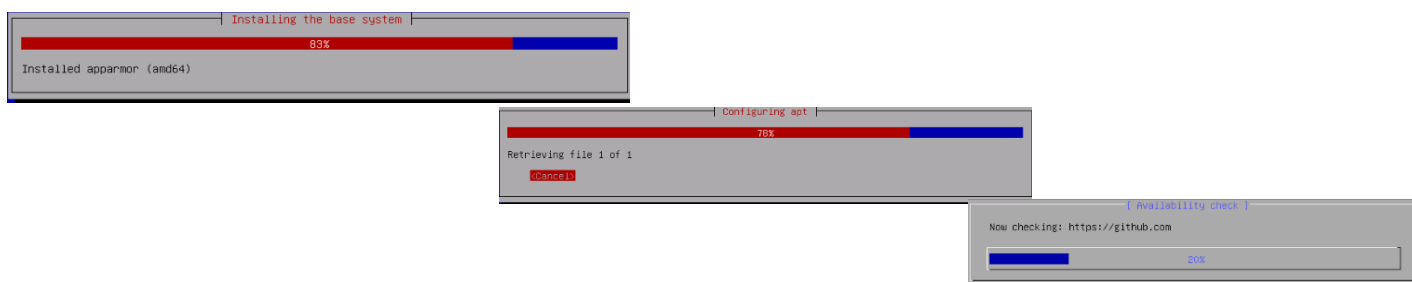 Installing the base system
83%
Installed apparmor (amd64)
Configuring apt
78%
Retrieving file 1 of 1
<Cancel>
[ Availability check ]
Now checking: https://github.com
20%